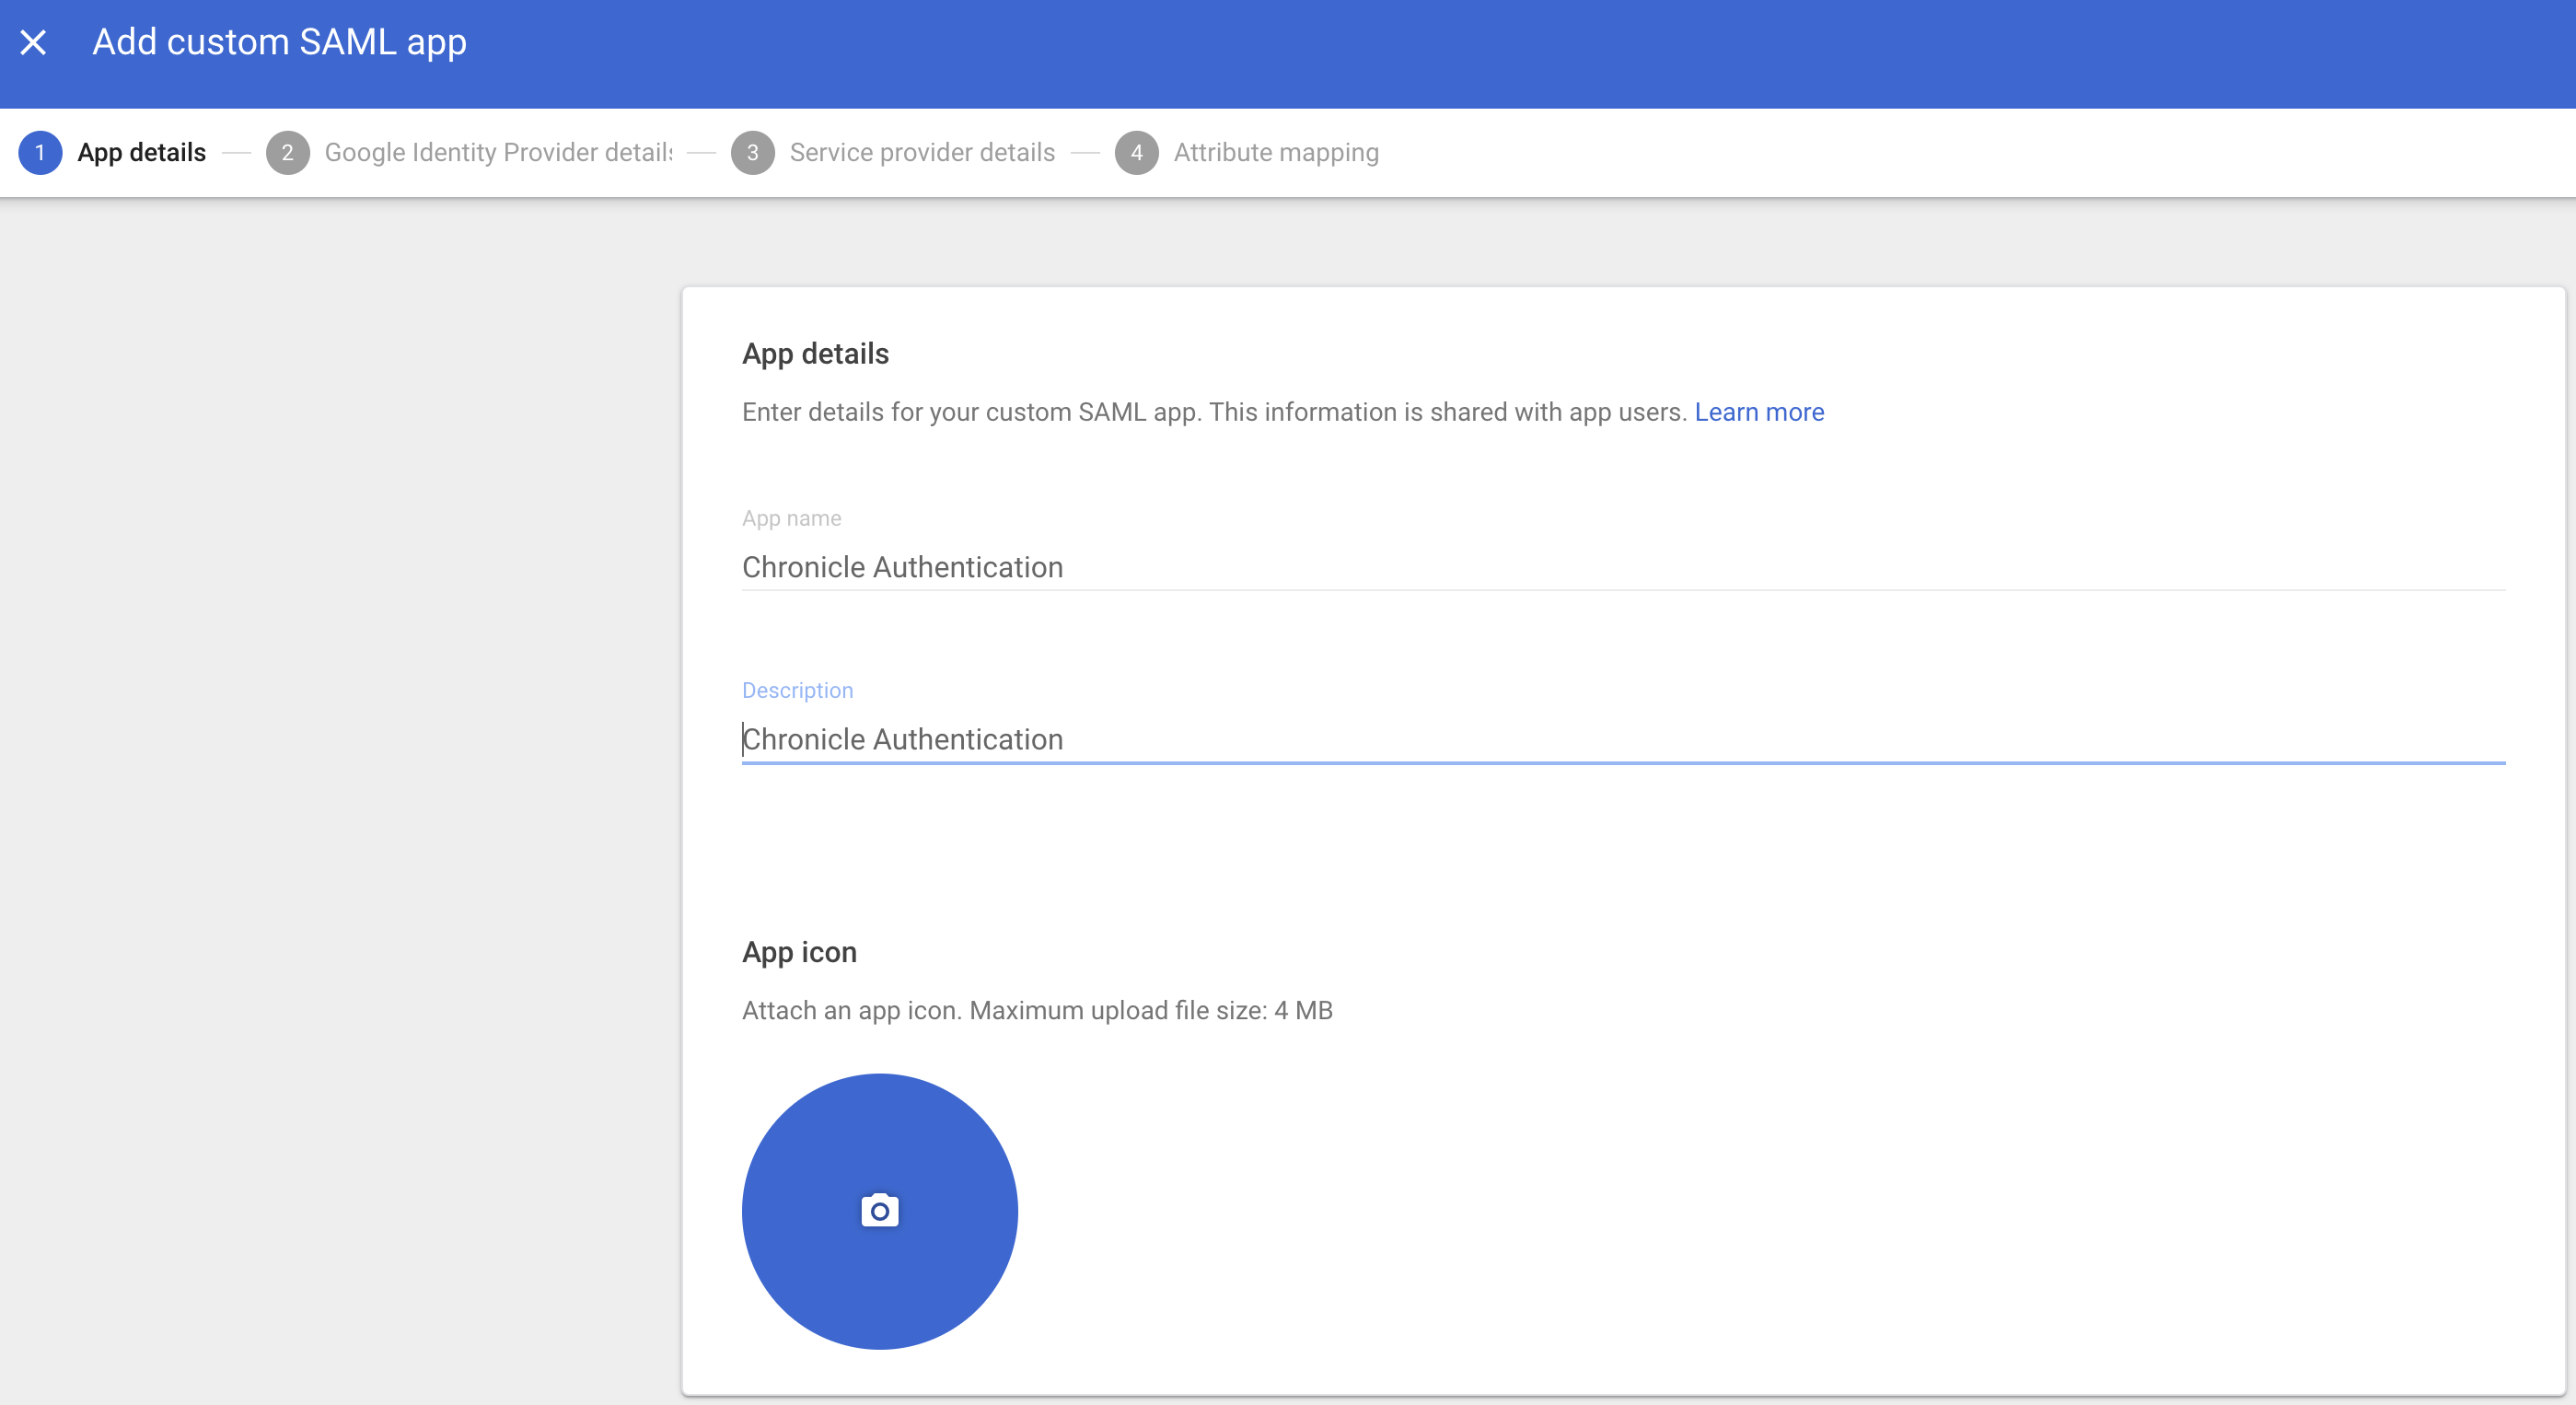 Add custom SAML app
1 App details 2 Google Identity Provider details 3 Service provider details 4 Attribute mapping
App details
Enter details for your custom SAML app. This information is shared with app users. Learn more
App name
Chronicle Authentication
Description
Chronicle Authentication
App icon
Attach an app icon. Maximum upload file size: 4 MB